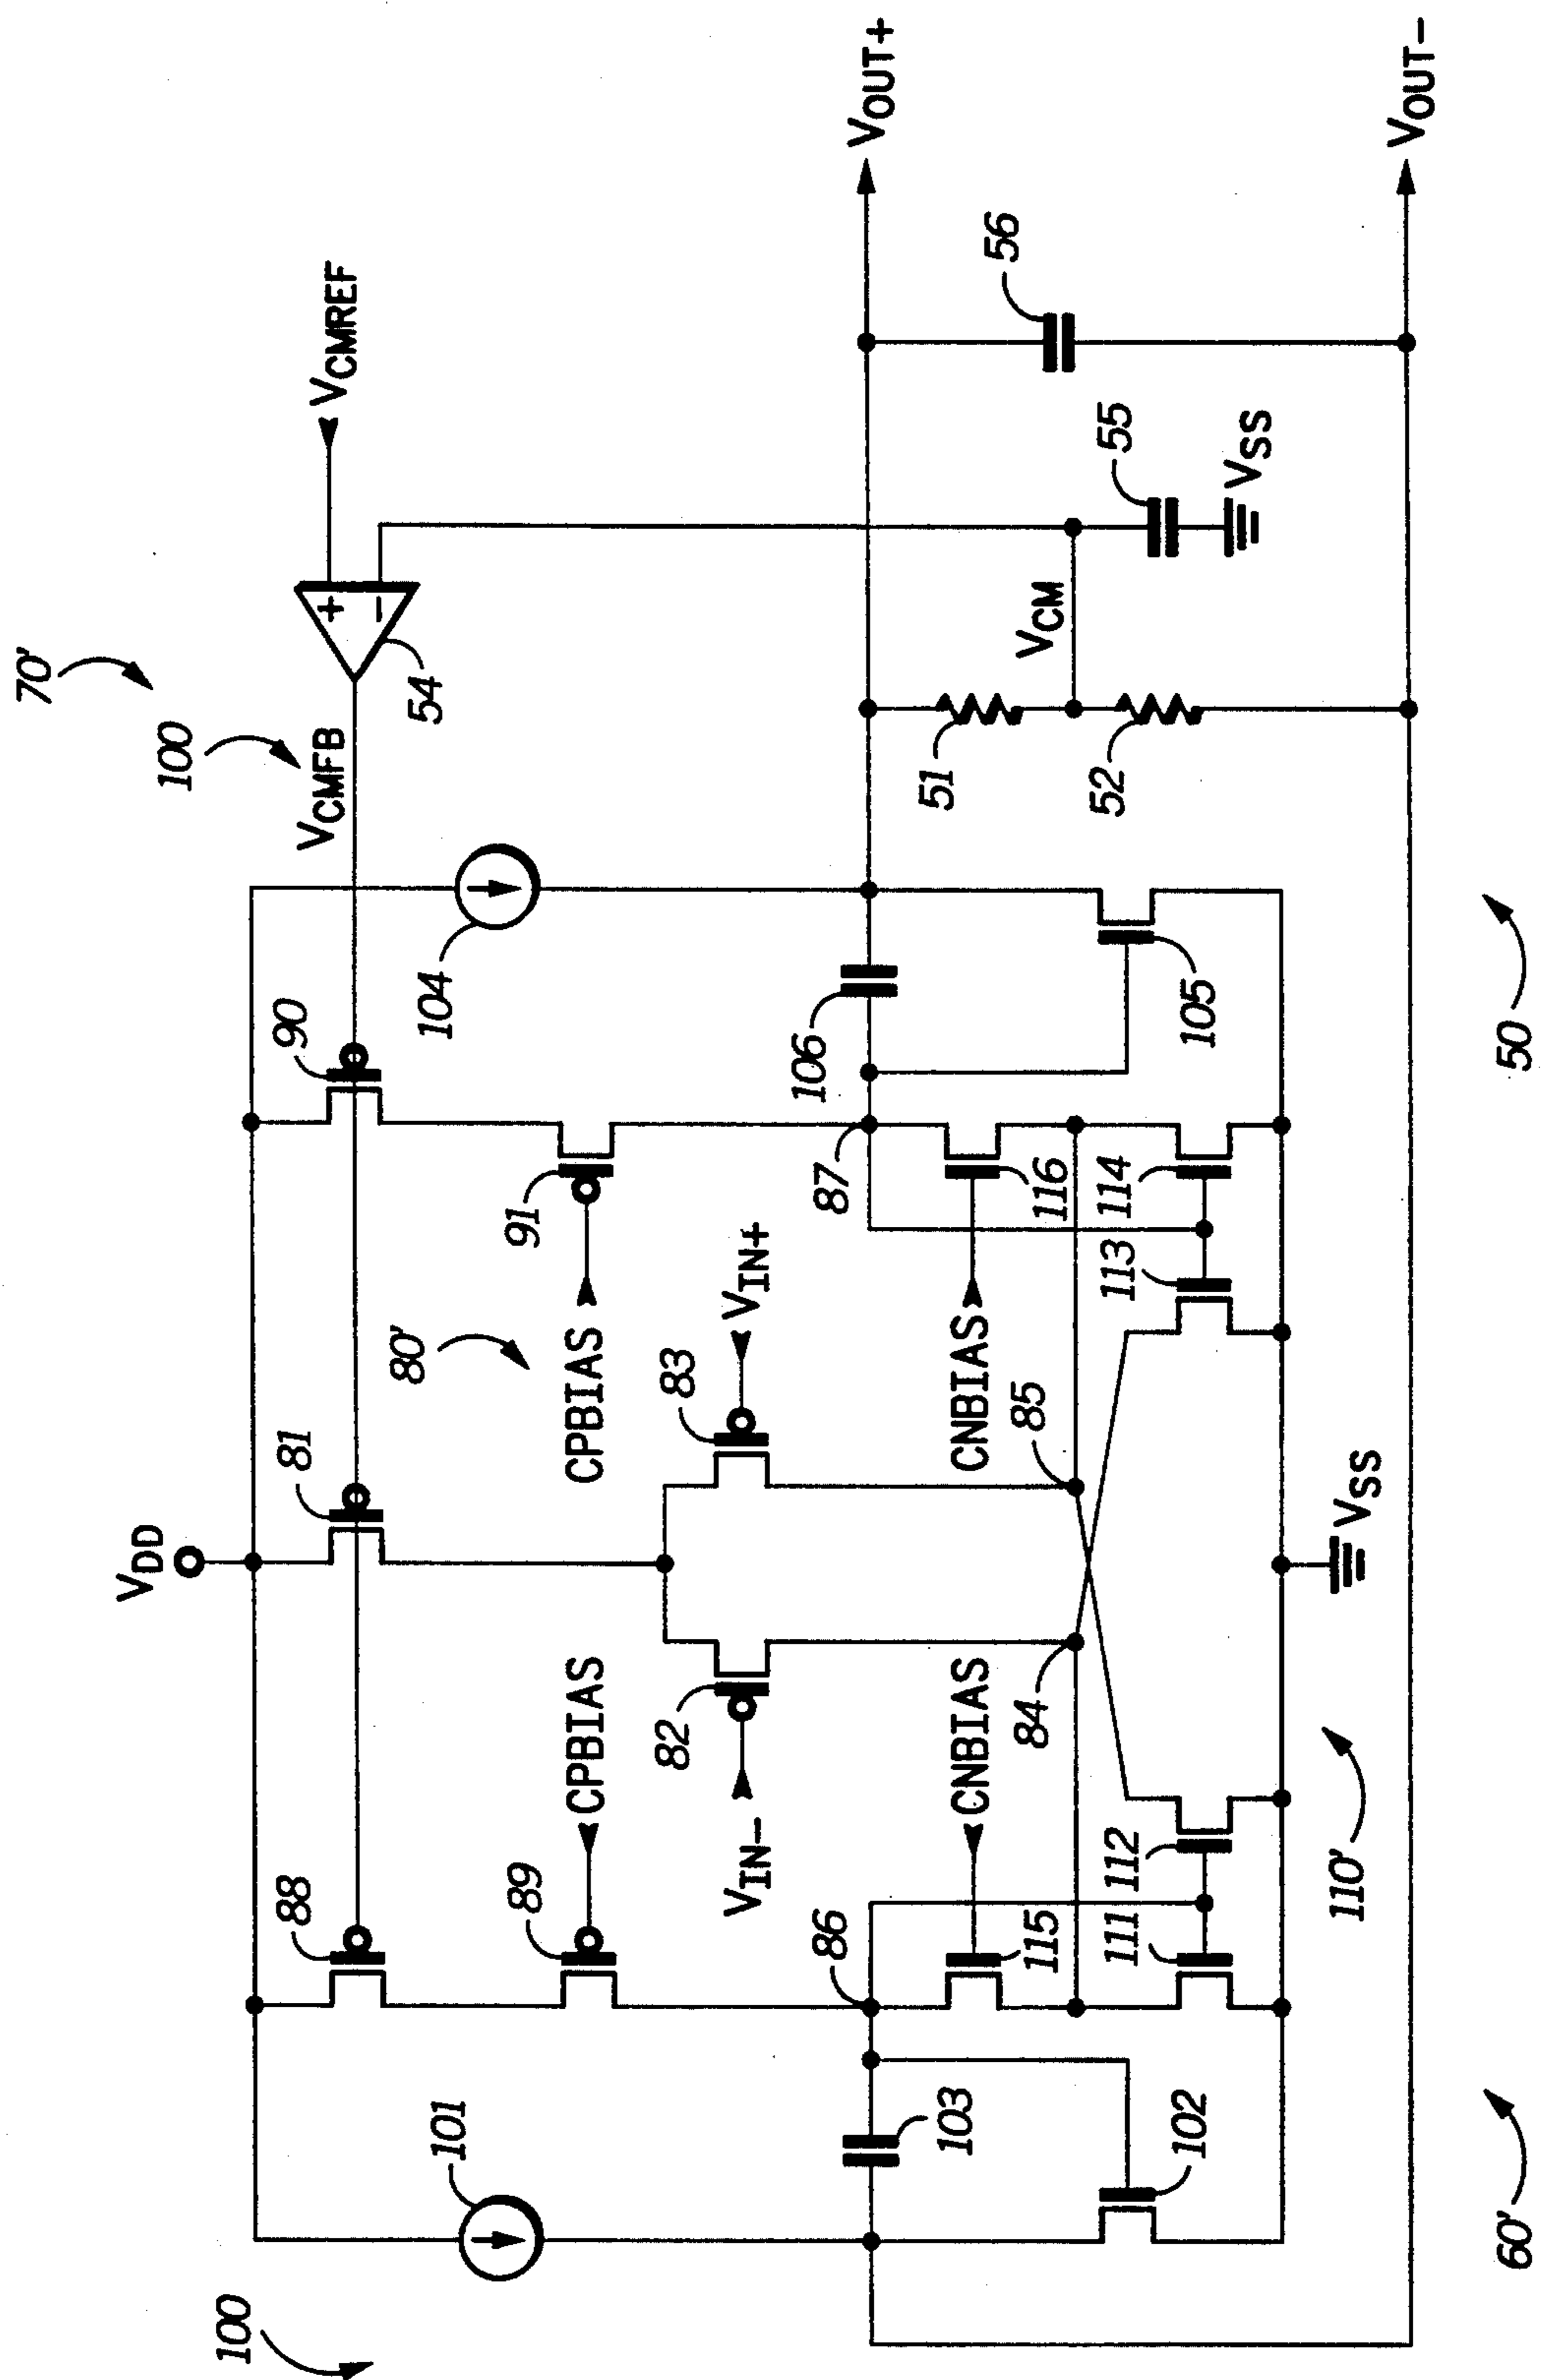 70'
100
VCMREF
VCMFB
54
VDD
81
90
88
104
101
100
CPBIAS
89
80'
91
CPBIAS
82
83
VIN-
VIN+
86
87
106
103
VOUT+
CNBIAS
84
85
CNBIAS
115
116
51
52
VCM
55
56
VSS
111
112
113
114
102
105
110'
VSS
VOUT-
60'
50